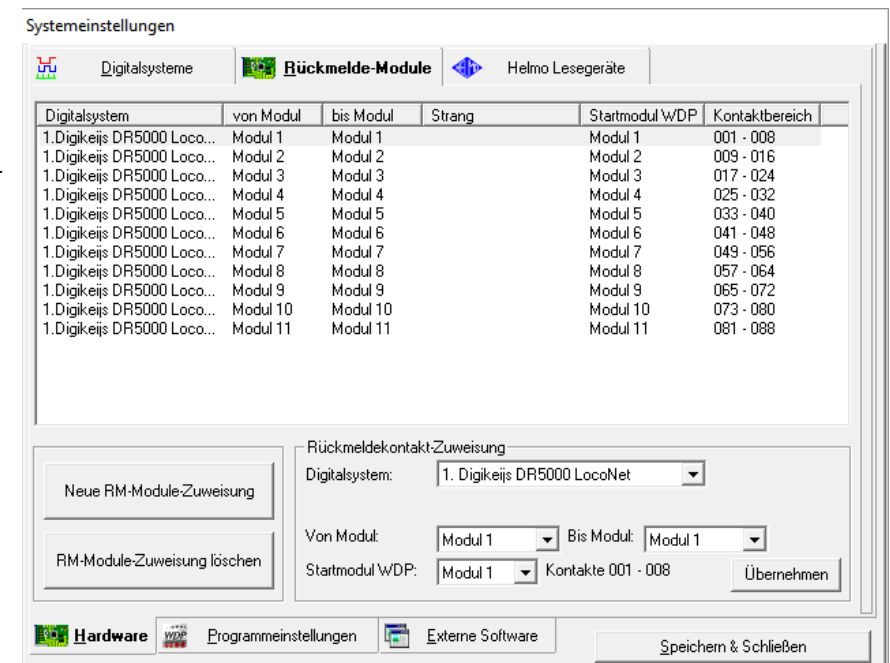 Systemeinstellungen
Digitalsysteme Rückmelde-Module Helmo Lesegeräte
Digitalsystem von Modul bis Modul Strang Startmodul WDP Kontaktbereich
1.Digikeijs DR5000 Loco... Modul 1 Modul 1 Modul 1 001 - 008
1.Digikeijs DR5000 Loco... Modul 2 Modul 2 Modul 2 009 - 016
1.Digikeijs DR5000 Loco... Modul 3 Modul 3 Modul 3 017 - 024
1.Digikeijs DR5000 Loco... Modul 4 Modul 4 Modul 4 025 - 032
1.Digikeijs DR5000 Loco... Modul 5 Modul 5 Modul 5 033 - 040
1.Digikeijs DR5000 Loco... Modul 6 Modul 6 Modul 6 041 - 048
1.Digikeijs DR5000 Loco... Modul 7 Modul 7 Modul 7 049 - 056
1.Digikeijs DR5000 Loco... Modul 8 Modul 8 Modul 8 057 - 064
1.Digikeijs DR5000 Loco... Modul 9 Modul 9 Modul 9 065 - 072
1.Digikeijs DR5000 Loco... Modul 10 Modul 10 Modul 10 073 - 080
1.Digikeijs DR5000 Loco... Modul 11 Modul 11 Modul 11 081 - 088
Rückmeldekontakt-Zuweisung
Digitalsystem: 1. Digikeijs DR5000 LocoNet
Neue RM-Module-Zuweisung
Von Modul: Modul 1 Bis Modul: Modul 1
RM-Module-Zuweisung löschen
Startmodul WDP: Modul 1 Kontakte 001 - 008 Übernehmen
Hardware WDP Programmeinstellungen Externe Software
Speichern & Schließen